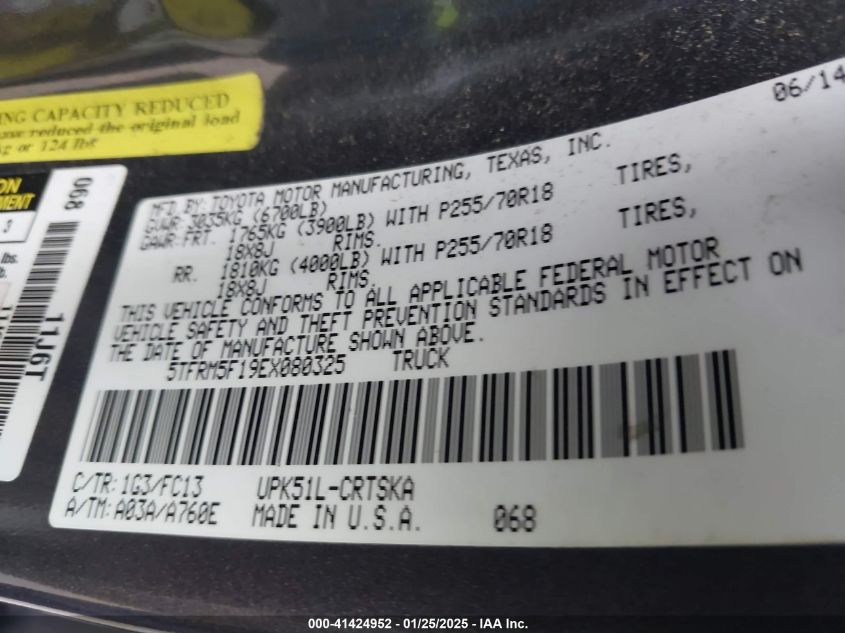 CAPACITY REDUCED
reduced the original load
or 124 lbs
06/14
MFD BY: TOYOTA MOTOR MANUFACTURING, TEXAS, INC.
GVWR: 3035KG (6700LB)
GAWR: FRT. 1765KG (3900LB) WITH P255/70R18 TIRES,
18X8J RIMS.
RR. 1810KG (4000LB) WITH P255/70R18 TIRES,
18X8J RIMS.
THIS VEHICLE CONFORMS TO ALL APPLICABLE FEDERAL MOTOR
VEHICLE SAFETY AND THEFT PREVENTION STANDARDS IN EFFECT ON
THE DATE OF MANUFACTURE SHOWN ABOVE.
5TFRM5F19EX080325 TRUCK
C/TR: 1G3/FC13 UPK51L-CRTSKA
A/TM: A03A/A760E MADE IN U.S.A. 068
068
3
lbs.
11J6T
000-41424952 - 01/25/2025 - IAA Inc.